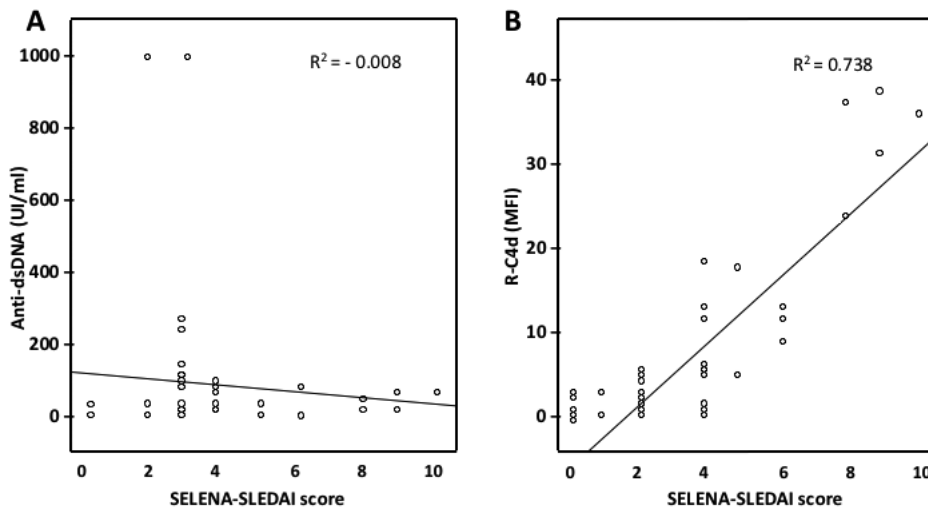 A
R² = - 0.008
1000
800
600
400
200
0
Anti-dsDNA (UI/ml)
0 2 4 6 8 10
SELENA-SLEDAI score
B
R² = 0.738
40
30
20
10
0
R-C4d (MFI)
0 2 4 6 8 10
SELENA-SLEDAI score